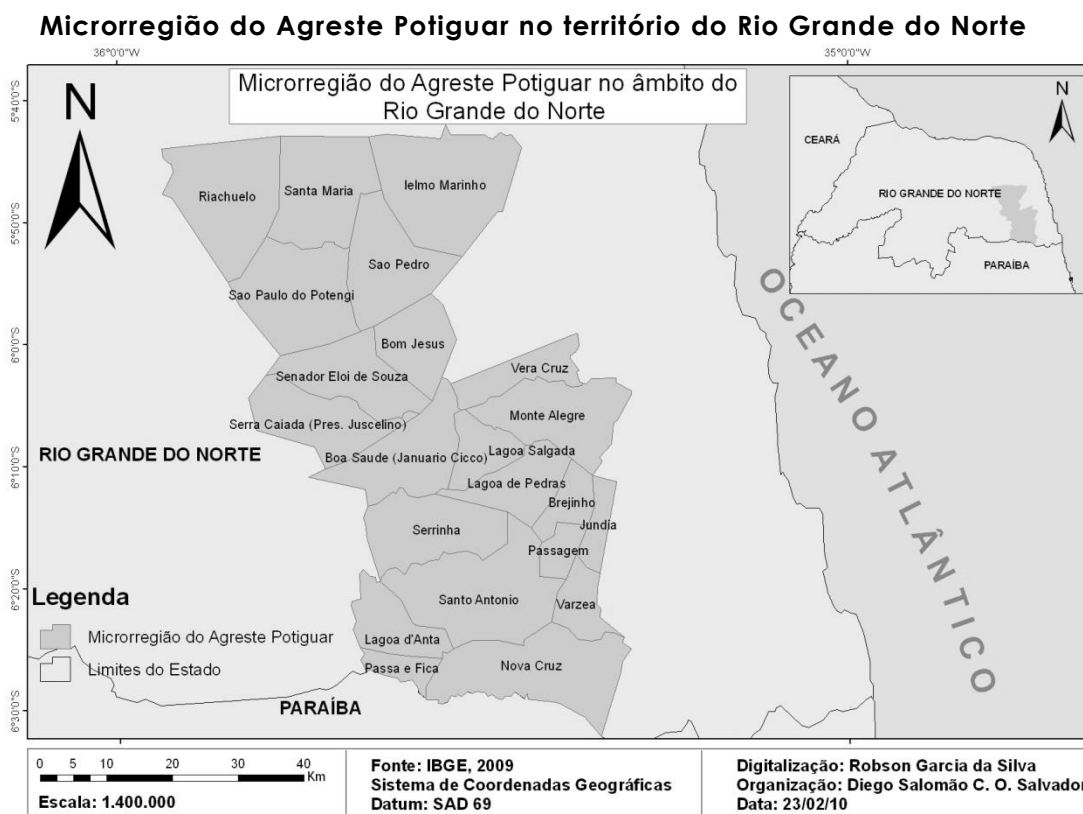 Microrregião do Agreste Potiguar no território do Rio Grande do Norte
36°0'0"W
35°0'0"W
Microrregião do Agreste Potiguar no âmbito do
Rio Grande do Norte
N
N
5°40'0"S
5°50'0"S
6°0'0"S
6°10'0"S
6°20'0"S
6°30'0"S
CEARÁ
RIO GRANDE DO NORTE
PARAÍBA
Riachuelo
Santa Maria
Ielmo Marinho
Sao Pedro
Sao Paulo do Potengi
Bom Jesus
Senador Eloi de Souza
Vera Cruz
Serra Caiada (Pres. Juscelino)
Monte Alegre
Boa Saude (Januario Cicco)
Lagoa Salgada
Lagoa de Pedras
Brejinho
Jundia
Serrinha
Passagem
Santo Antonio
Varzea
Lagoa d'Anta
Passa e Fica
Nova Cruz
RIO GRANDE DO NORTE
OCEANO ATLÂNTICO
PARAÍBA
Legenda
Microrregião do Agreste Potiguar
Limites do Estado
0 5 10 20 30 40
Km
Escala: 1.400.000
Fonte: IBGE, 2009
Sistema de Coordenadas Geográficas
Datum: SAD 69
Digitalização: Robson Garcia da Silva
Organização: Diego Salomão C. O. Salvador
Data: 23/02/10